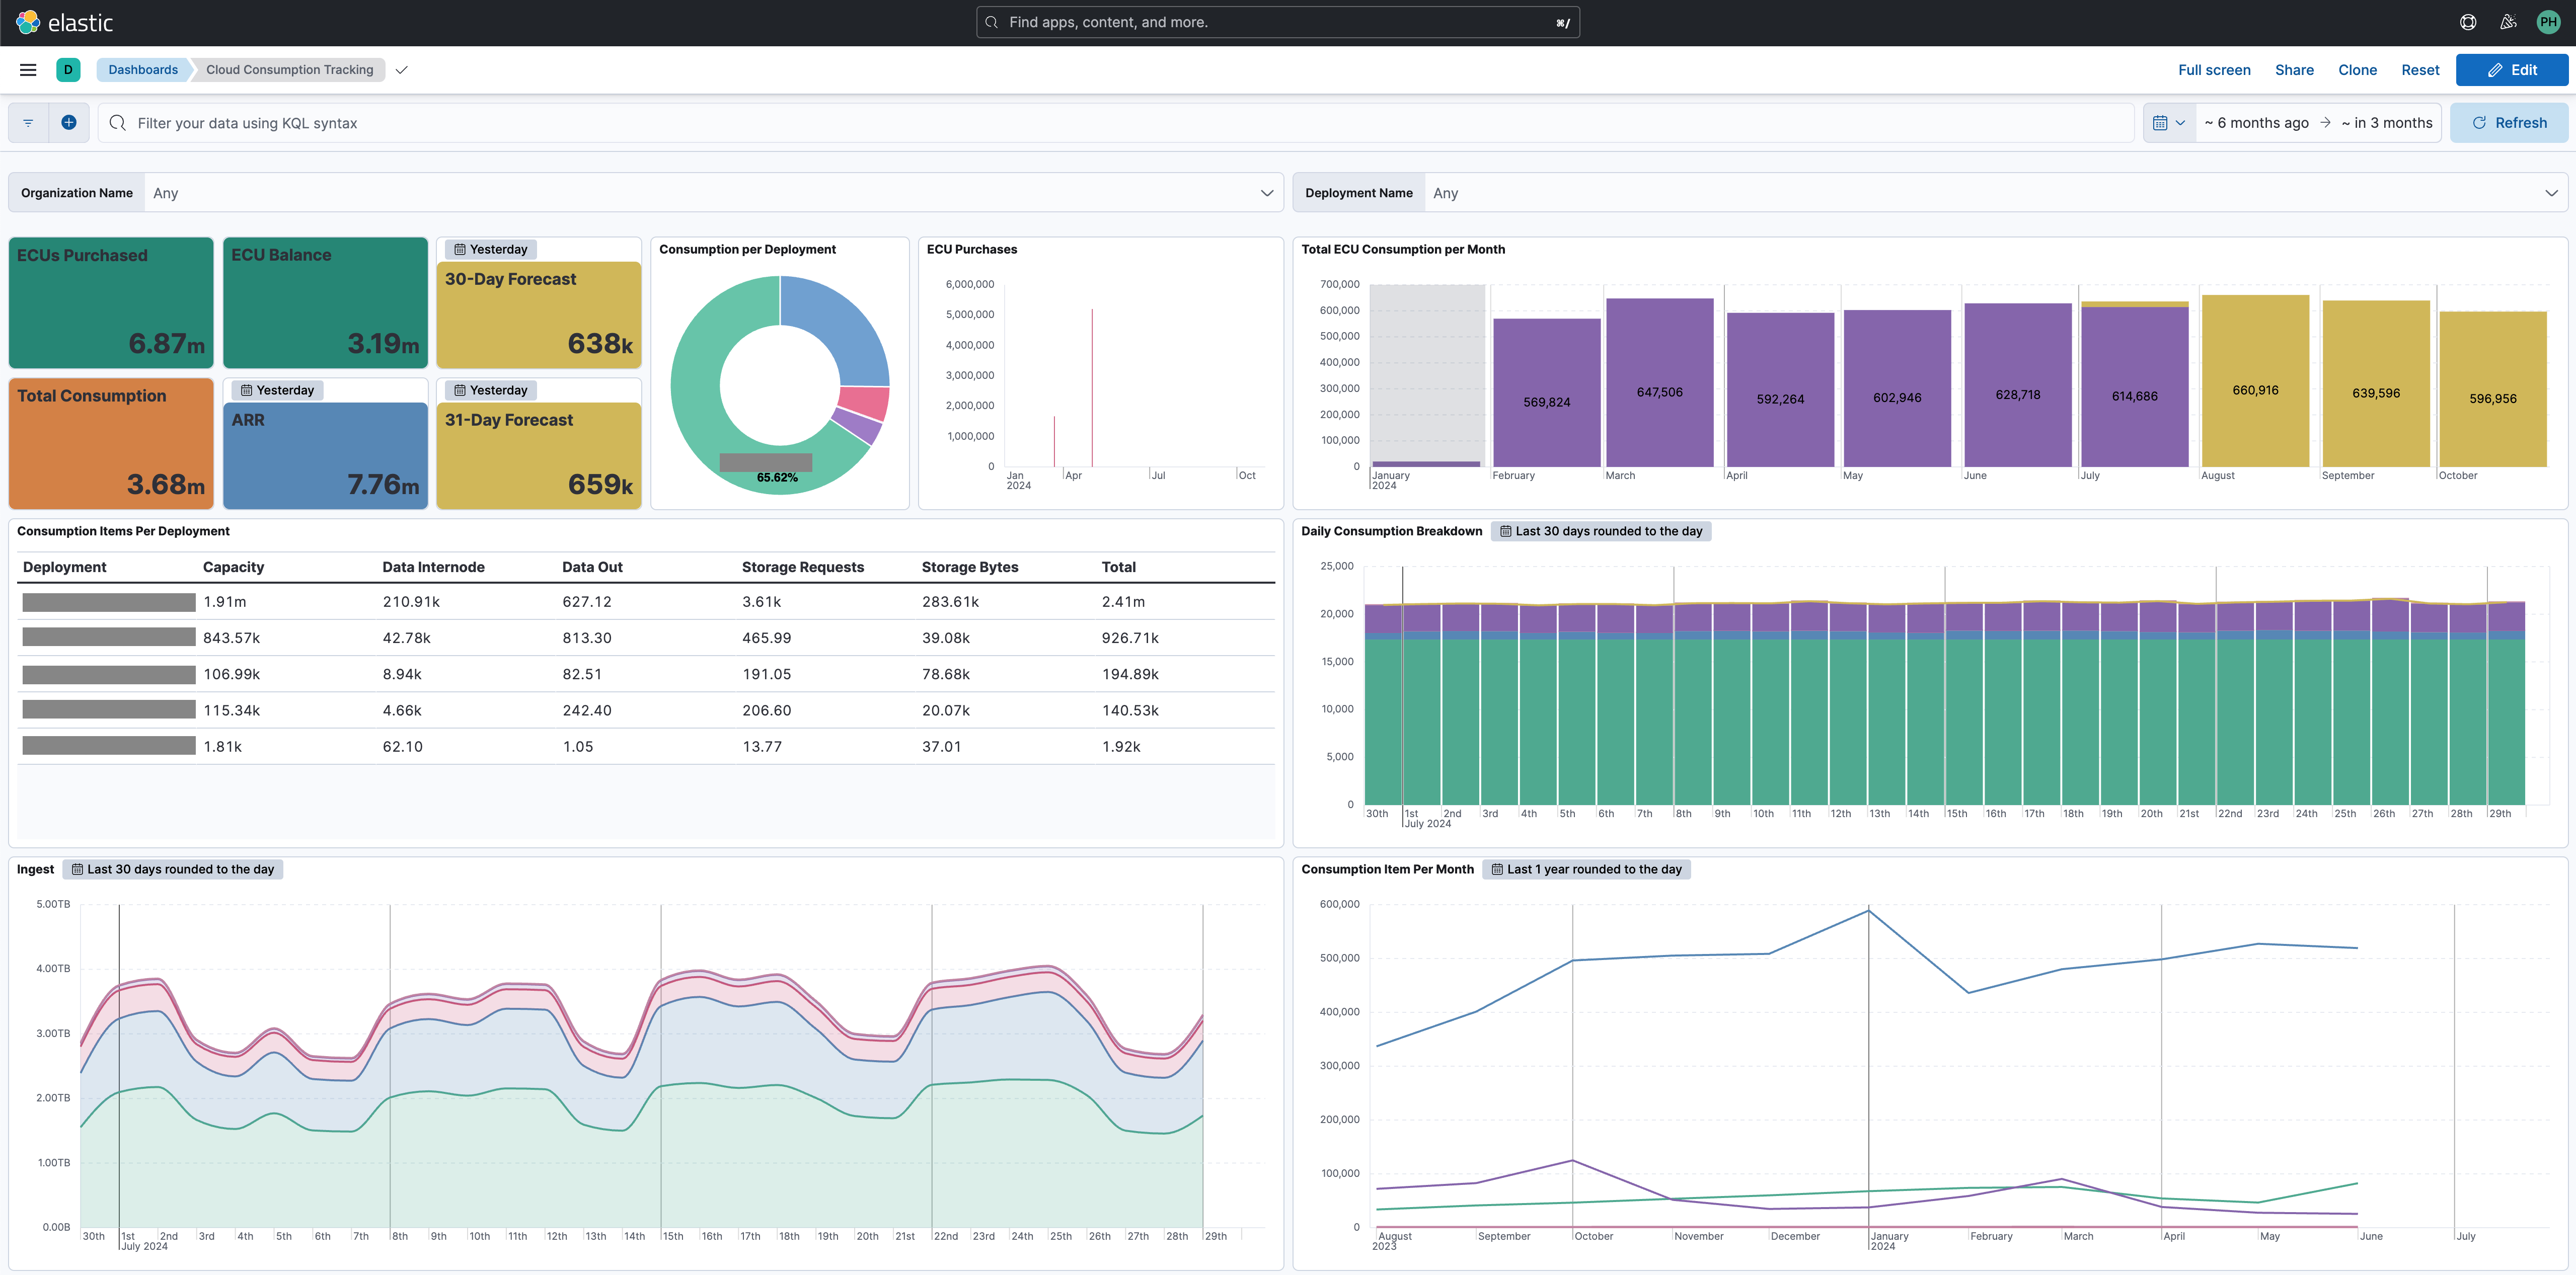 elastic
Find apps, content, and more.
⌘/
PH
D
Dashboards
Cloud Consumption Tracking
Full screen
Share
Clone
Reset
Edit
Filter your data using KQL syntax
~ 6 months ago → ~ in 3 months
Refresh
Organization Name
Any
Deployment Name
Any
ECUs Purchased
6.87m
ECU Balance
3.19m
Yesterday
30-Day Forecast
638k
Total Consumption
3.68m
Yesterday
ARR
7.76m
Yesterday
31-Day Forecast
659k
Consumption per Deployment
65.62%
ECU Purchases
6,000,000
5,000,000
4,000,000
3,000,000
2,000,000
1,000,000
0
Jan Apr Jul Oct
2024
Total ECU Consumption per Month
700,000
600,000
500,000
400,000
300,000
200,000
100,000
0
569,824
647,506
592,264
602,946
628,718
614,686
660,916
639,596
596,956
January February March April May June July August September October
2024
Consumption Items Per Deployment
Deployment Capacity Data Internode Data Out Storage Requests Storage Bytes Total
1.91m 210.91k 627.12 3.61k 283.61k 2.41m
843.57k 42.78k 813.30 465.99 39.08k 926.71k
106.99k 8.94k 82.51 191.05 78.68k 194.89k
115.34k 4.66k 242.40 206.60 20.07k 140.53k
1.81k 62.10 1.05 13.77 37.01 1.92k
Daily Consumption Breakdown
Last 30 days rounded to the day
25,000
20,000
15,000
10,000
5,000
0
30th 1st 2nd 3rd 4th 5th 6th 7th 8th 9th 10th 11th 12th 13th 14th 15th 16th 17th 18th 19th 20th 21st 22nd 23rd 24th 25th 26th 27th 28th 29th
July 2024
Ingest
Last 30 days rounded to the day
5.00TB
4.00TB
3.00TB
2.00TB
1.00TB
0.00B
30th 1st 2nd 3rd 4th 5th 6th 7th 8th 9th 10th 11th 12th 13th 14th 15th 16th 17th 18th 19th 20th 21st 22nd 23rd 24th 25th 26th 27th 28th 29th
July 2024
Consumption Item Per Month
Last 1 year rounded to the day
600,000
500,000
400,000
300,000
200,000
100,000
0
August September October November December January February March April May June July
2023 2024